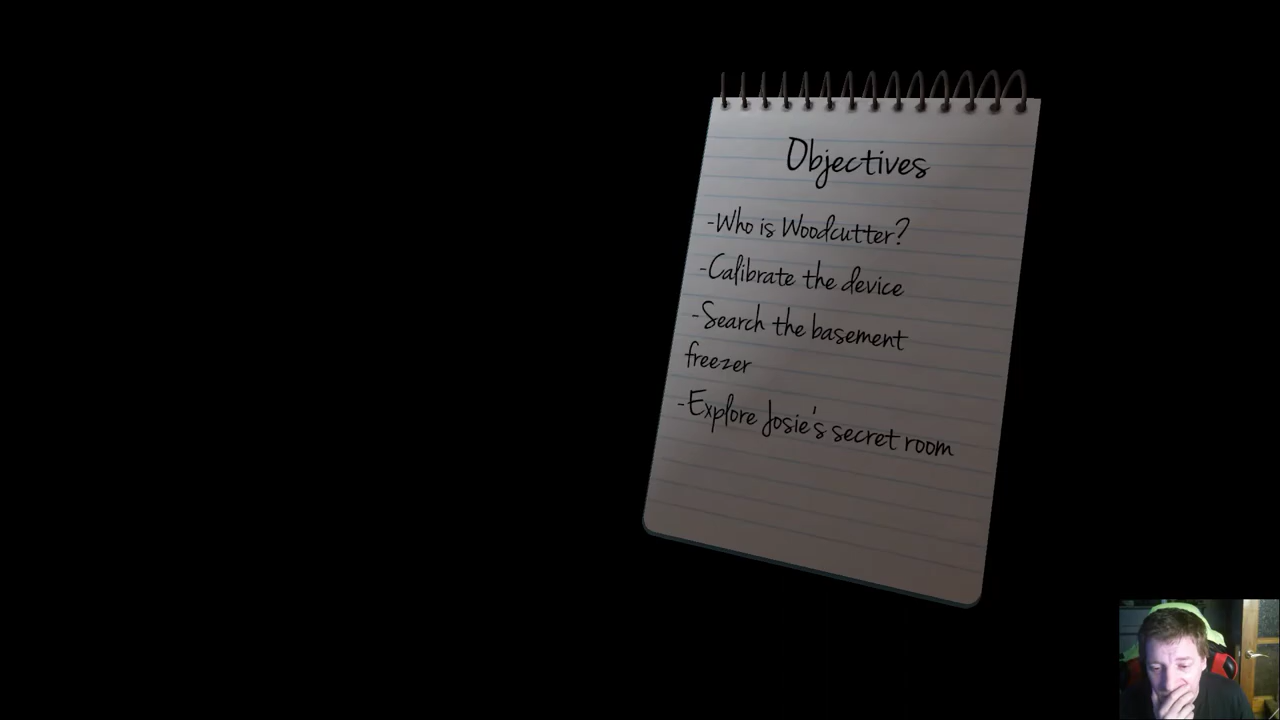 Objectives
-Who is Woodcutter?
-Calibrate the device
-Search the basement
freezer
-Explore Josie's secret room